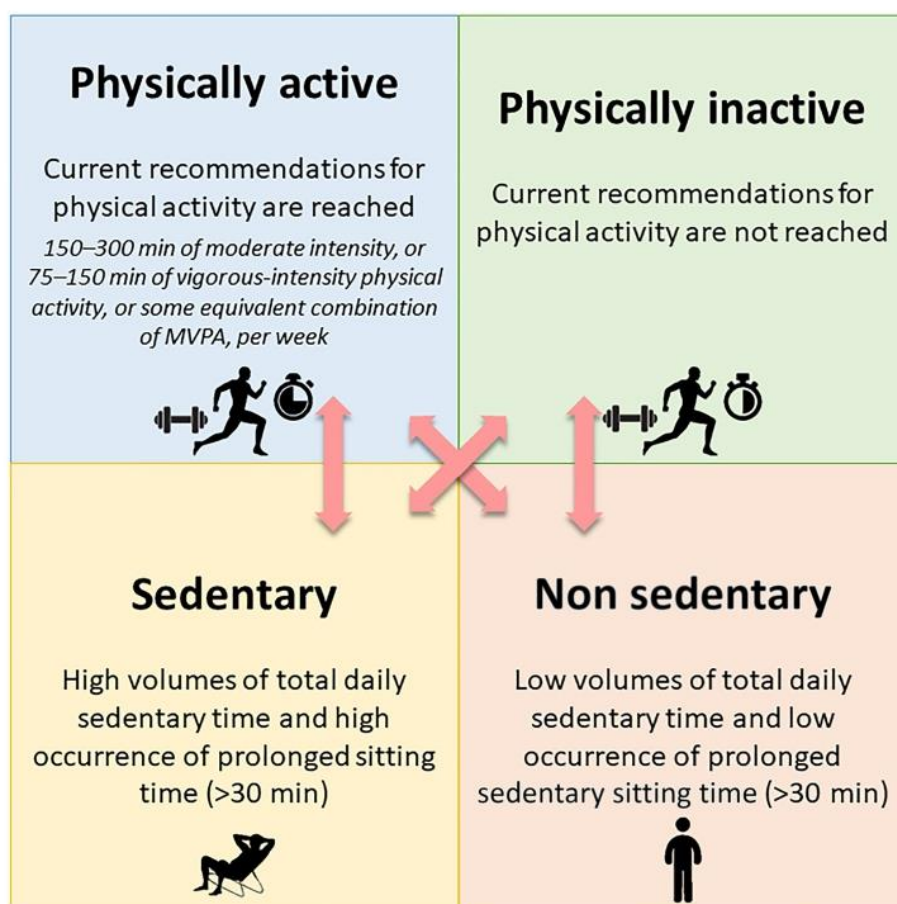 Physically active
Current recommendations for
physical activity are reached
150–300 min of moderate intensity, or
75–150 min of vigorous-intensity physical
activity, or some equivalent combination
of MVPA, per week
Physically inactive
Current recommendations for
physical activity are not reached
Sedentary
High volumes of total daily
sedentary time and high
occurrence of prolonged sitting
time (>30 min)
Non sedentary
Low volumes of total daily
sedentary time and low
occurrence of prolonged
sedentary sitting time (>30 min)